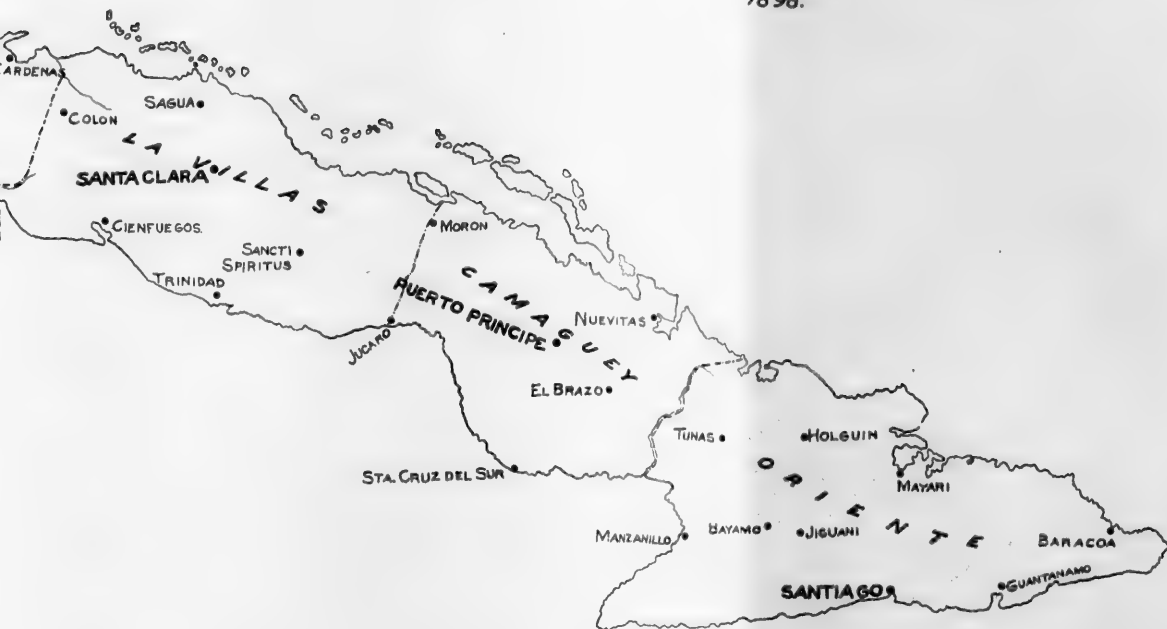 1898.
CARDENAS
COLON
SAGUA
LA VILLAS
SANTA CLARA
CIENFUEGOS.
SANCTI
SPIRITUS
TRINIDAD
MORON
CAMAGUEY
PUERTO PRINCIPE
JUCARO
NUEVITAS
EL BRAZO
STA. CRUZ DEL SUR
TUNAS
HOLGUIN
ORIENTE
MAYARI
MANZANILLO
BAYAMO
JIGUANI
BARACOA
SANTIAGO
GUANTANAMO